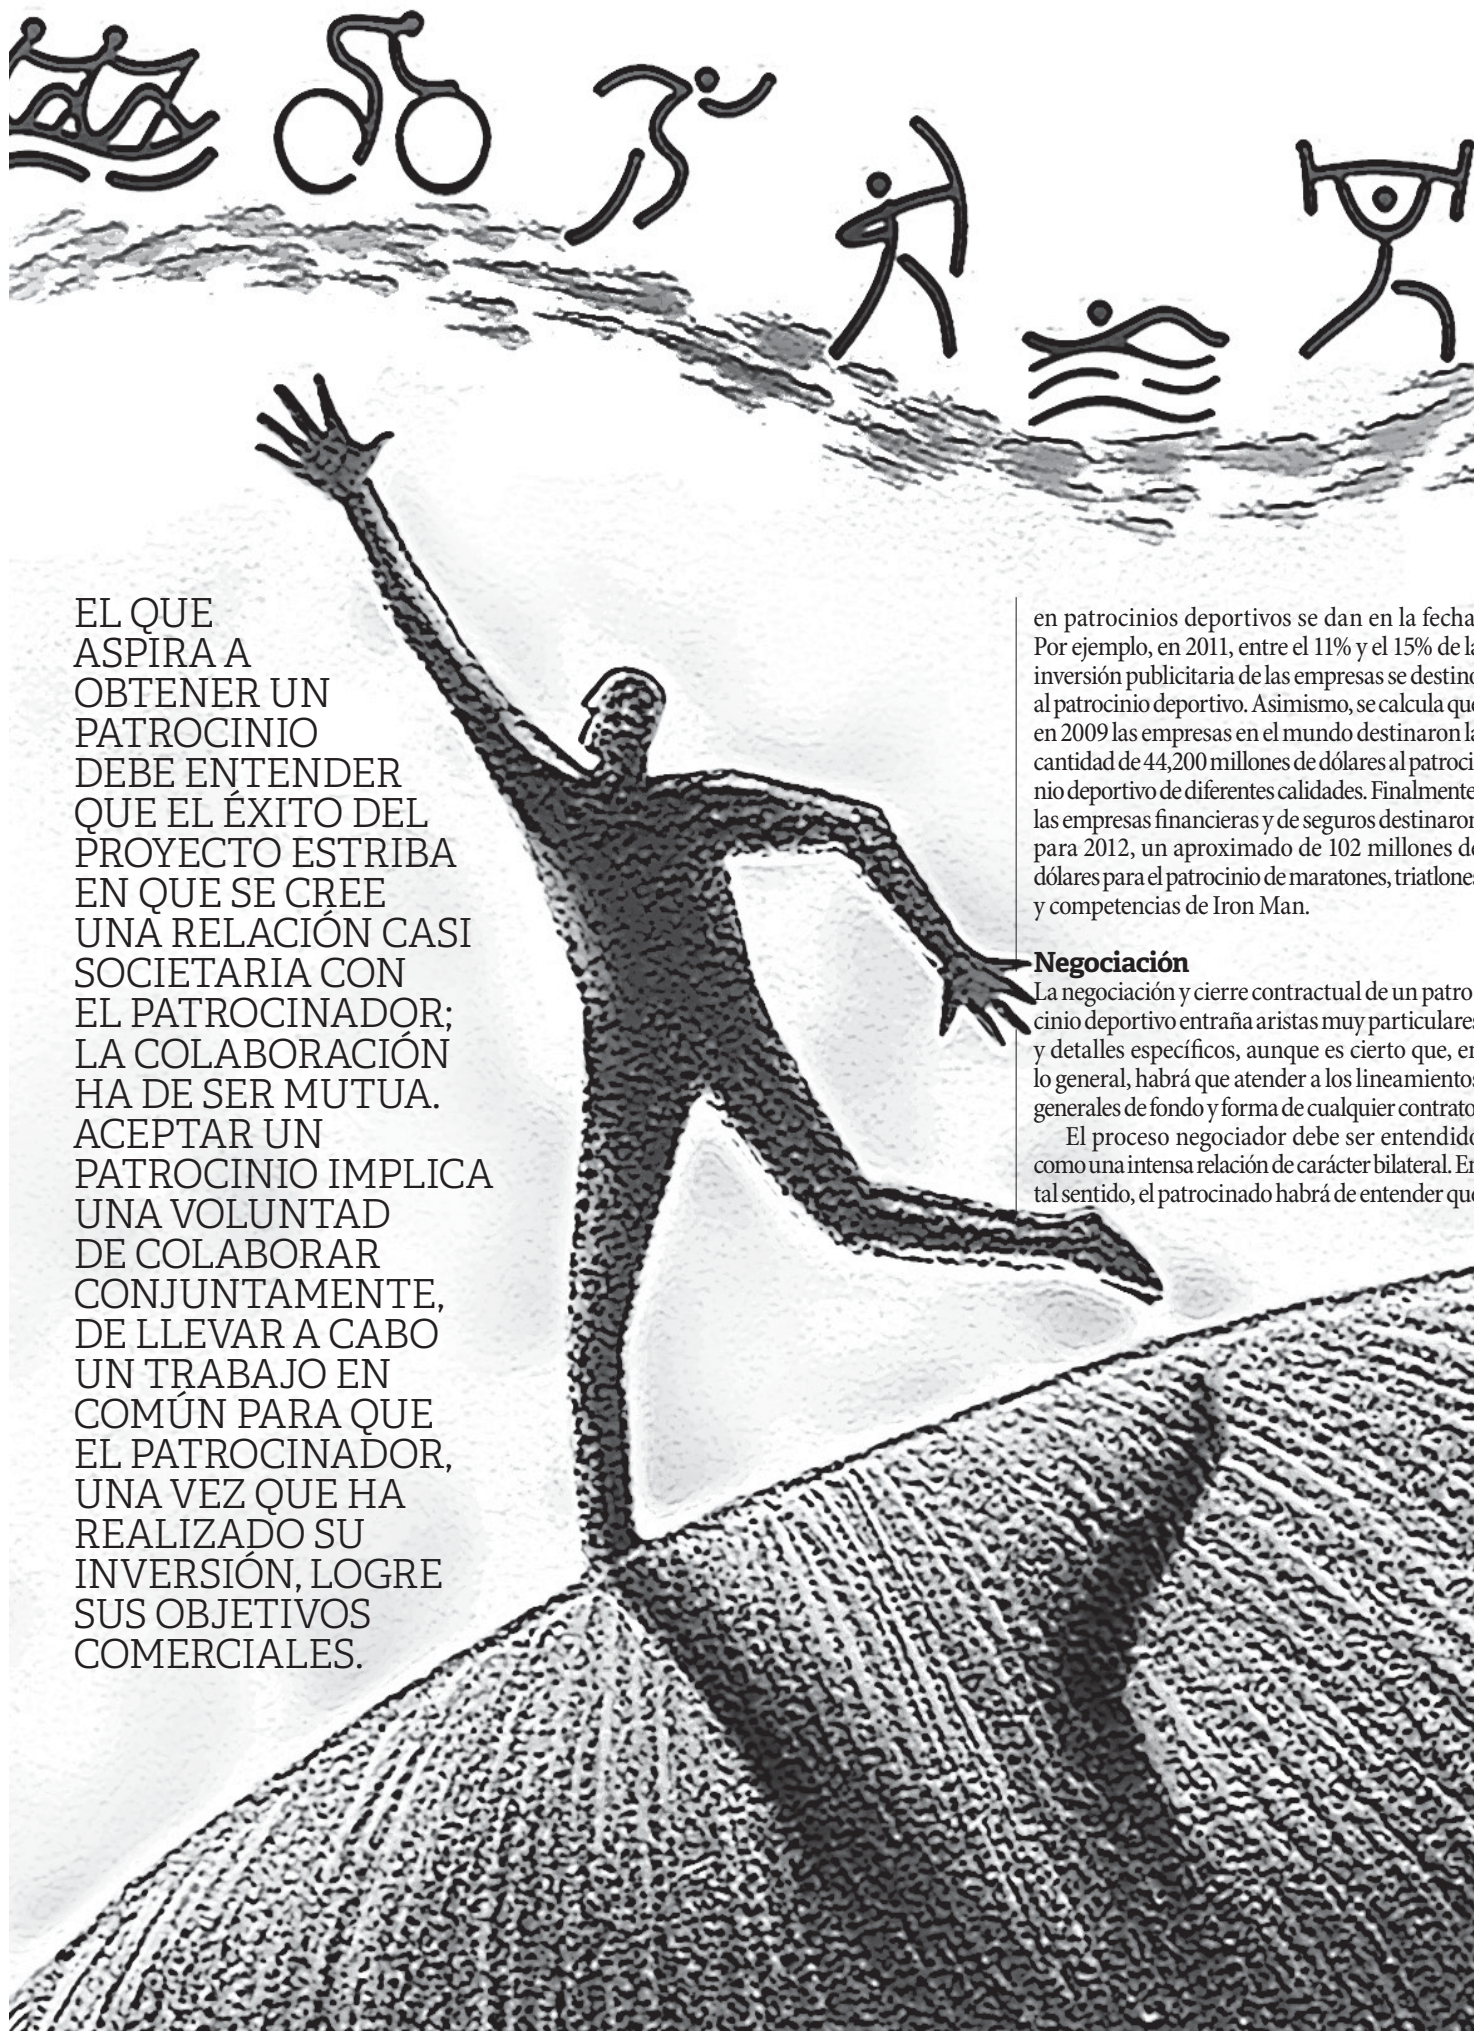 EL QUE
ASPIRA A
OBTENER UN
PATROCINIO
DEBE ENTENDER
QUE EL ÉXITO DEL
PROYECTO ESTRIBA
EN QUE SE CREE
UNA RELACIÓN CASI
SOCIETARIA CON
EL PATROCINADOR;
LA COLABORACIÓN
HA DE SER MUTUA.
ACEPTAR UN
PATROCINIO IMPLICA
UNA VOLUNTAD
DE COLABORAR
CONJUNTAMENTE,
DE LLEVAR A CABO
UN TRABAJO EN
COMÚN PARA QUE
EL PATROCINADOR,
UNA VEZ QUE HA
REALIZADO SU
INVERSIÓN, LOGRE
SUS OBJETIVOS
COMERCIALES.
en patrocinios deportivos se dan en la fecha
Por ejemplo, en 2011, entre el 11% y el 15% de la
inversión publicitaria de las empresas se destinó
al patrocinio deportivo. Asimismo, se calcula que
en 2009 las empresas en el mundo destinaron la
cantidad de 44,200 millones de dólares al patroci
nio deportivo de diferentes calidades. Finalmente
las empresas financieras y de seguros destinaron
para 2012, un aproximado de 102 millones de
dólares para el patrocinio de maratones, triatlones
y competencias de Iron Man.
Negociación
La negociación y cierre contractual de un patro
cinio deportivo entraña aristas muy particulares
y detalles específicos, aunque es cierto que, en
lo general, habrá que atender a los lineamientos
generales de fondo y forma de cualquier contrato
El proceso negociador debe ser entendido
como una intensa relación de carácter bilateral. En
tal sentido, el patrocinado habrá de entender que